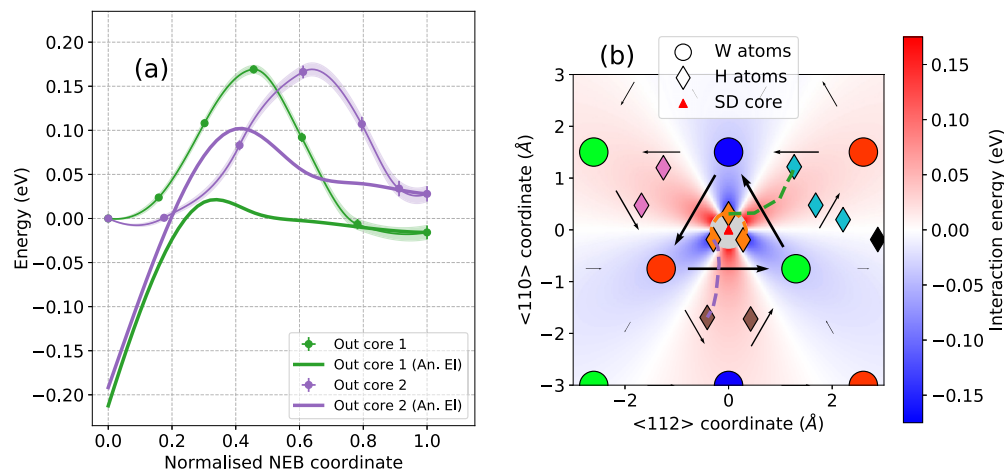 (a)
Energy (eV)
0.20
0.15
0.10
0.05
0.00
−0.05
−0.10
−0.15
−0.20
0.0 0.2 0.4 0.6 0.8 1.0
Normalised NEB coordinate
Out core 1
Out core 1 (An. El)
Out core 2
Out core 2 (An. El)
(b)
W atoms
H atoms
SD core
<110> coordinate (Å)
3
2
1
0
−1
−2
−3
−2 0 2
<112> coordinate (Å)
0.15
0.10
0.05
0.00
−0.05
−0.10
−0.15
Interaction energy (eV)